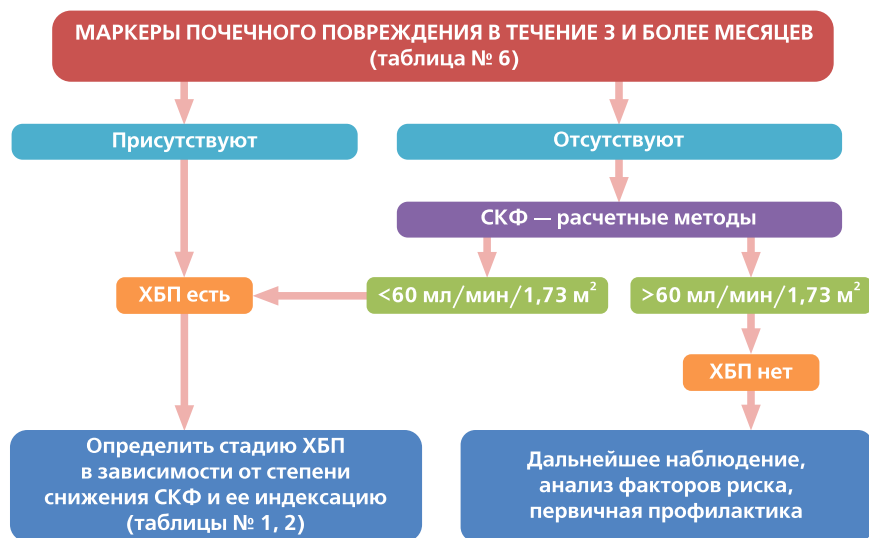 МАРКЕРЫ ПОЧЕЧНОГО ПОВРЕЖДЕНИЯ В ТЕЧЕНИЕ 3 И БОЛЕЕ МЕСЯЦЕВ
(таблица № 6)
Присутствуют
Отсутствуют
СКФ — расчетные методы
ХБП есть
<60 мл/мин/1,73 м²
>60 мл/мин/1,73 м²
ХБП нет
Определить стадию ХБП
в зависимости от степени
снижения СКФ и ее индексацию
(таблицы № 1, 2)
Дальнейшее наблюдение,
анализ факторов риска,
первичная профилактика